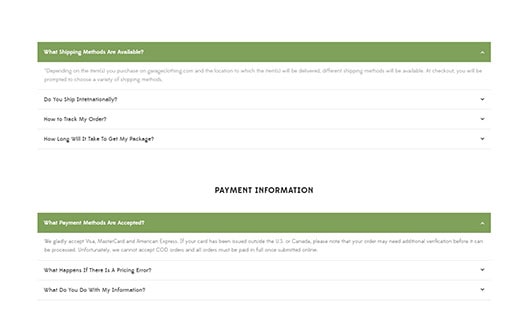 What Shipping Methods Are Available?
"Depending on the item(s) you purchase on garageclothing.com and the location to which the item(s) will be delivered, different shipping methods will be available. At checkout, you will be
prompted to choose a variety of shipping methods.
Do You Ship Internationally?
How to Track My Order?
How Long Will It Take To Get My Package?
PAYMENT INFORMATION
What Payment Methods Are Accepted?
We gladly accept Visa, MasterCard and American Express. If your card has been issued outside the U.S. or Canada, please note that your order may need additional verification before it can
be processed. Unfortunately, we cannot accept COD orders and all orders must be paid in full once submitted online.
What Happens If There Is A Pricing Error?
What Do You Do With My Information?